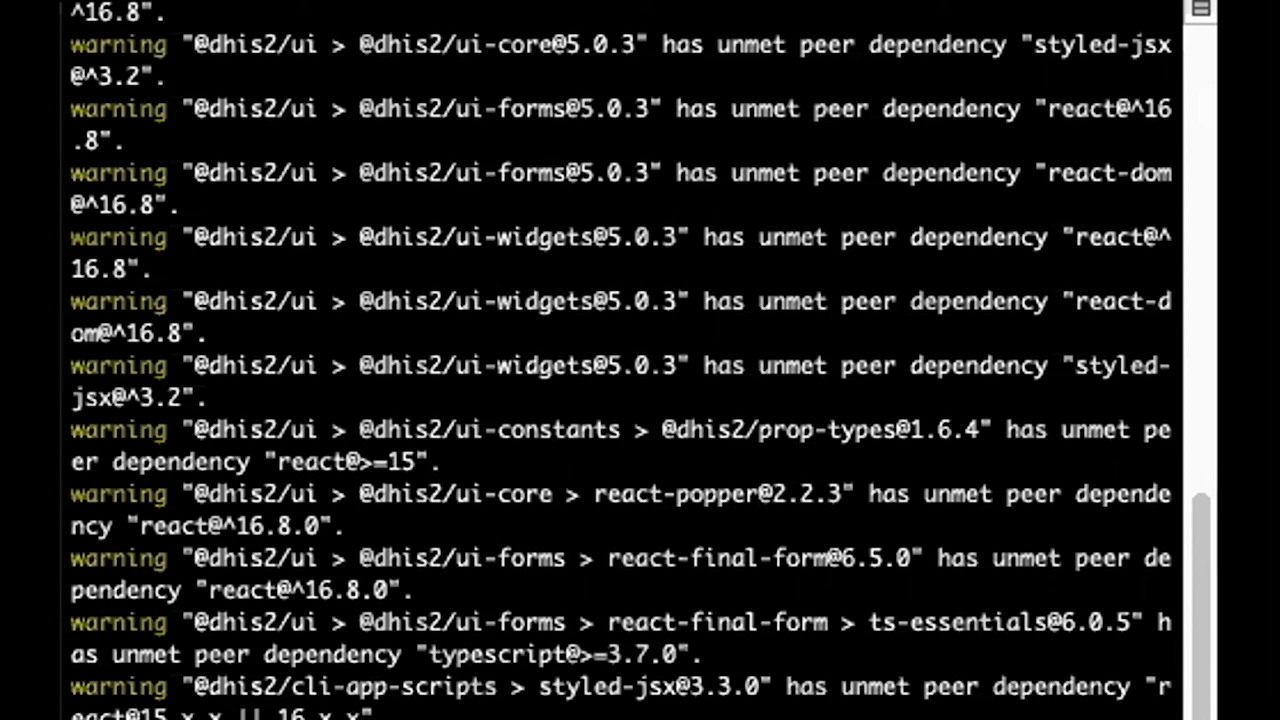 ^16.8".
warning "@dhis2/ui > @dhis2/ui-core@5.0.3" has unmet peer dependency "styled-jsx
@^3.2".
warning "@dhis2/ui > @dhis2/ui-forms@5.0.3" has unmet peer dependency "react@^16
.8".
warning "@dhis2/ui > @dhis2/ui-forms@5.0.3" has unmet peer dependency "react-dom
@^16.8".
warning "@dhis2/ui > @dhis2/ui-widgets@5.0.3" has unmet peer dependency "react@^
16.8".
warning "@dhis2/ui > @dhis2/ui-widgets@5.0.3" has unmet peer dependency "react-d
om@^16.8".
warning "@dhis2/ui > @dhis2/ui-widgets@5.0.3" has unmet peer dependency "styled-
jsx@^3.2".
warning "@dhis2/ui > @dhis2/ui-constants > @dhis2/prop-types@1.6.4" has unmet pe
er dependency "react@>=15".
warning "@dhis2/ui > @dhis2/ui-core > react-popper@2.2.3" has unmet peer depende
ncy "react@^16.8.0".
warning "@dhis2/ui > @dhis2/ui-forms > react-final-form@6.5.0" has unmet peer de
pendency "react@^16.8.0".
warning "@dhis2/ui > @dhis2/ui-forms > react-final-form > ts-essentials@6.0.5" h
as unmet peer dependency "typescript@>=3.7.0".
warning "@dhis2/cli-app-scripts > styled-jsx@3.3.0" has unmet peer dependency "r
eact@15.x.x || 16.x.x"